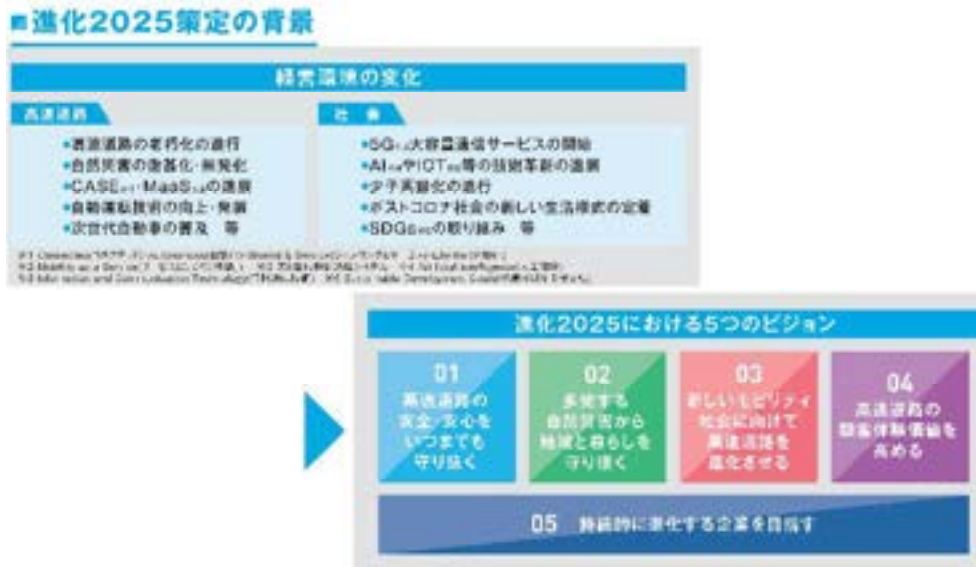 ■進化2025策定の背景
経営環境の変化
高速道路
•高速道路の老朽化の進行
•自然災害の激甚化・頻発化
•CASE・MaaSの進展
•自動運転技術の向上・発展
•次世代自動車の普及 等
社会
•5G 大容量通信サービスの開始
•AI やICT 等の技術革新の進展
•少子高齢化の進行
•ポストコロナ社会の新しい生活様式の定着
•SDGs の取り組み 等
進化2025における5つのビジョン
01
高速道路の
安全・安心を
いつまでも
守り抜く
02
多発する
自然災害から
地域と暮らしを
守り抜く
03
新しいモビリティ
社会に向けて
高速道路を
進化させる
04
高速道路の
顧客体験価値を
高める
05 持続的に進化する企業を目指す